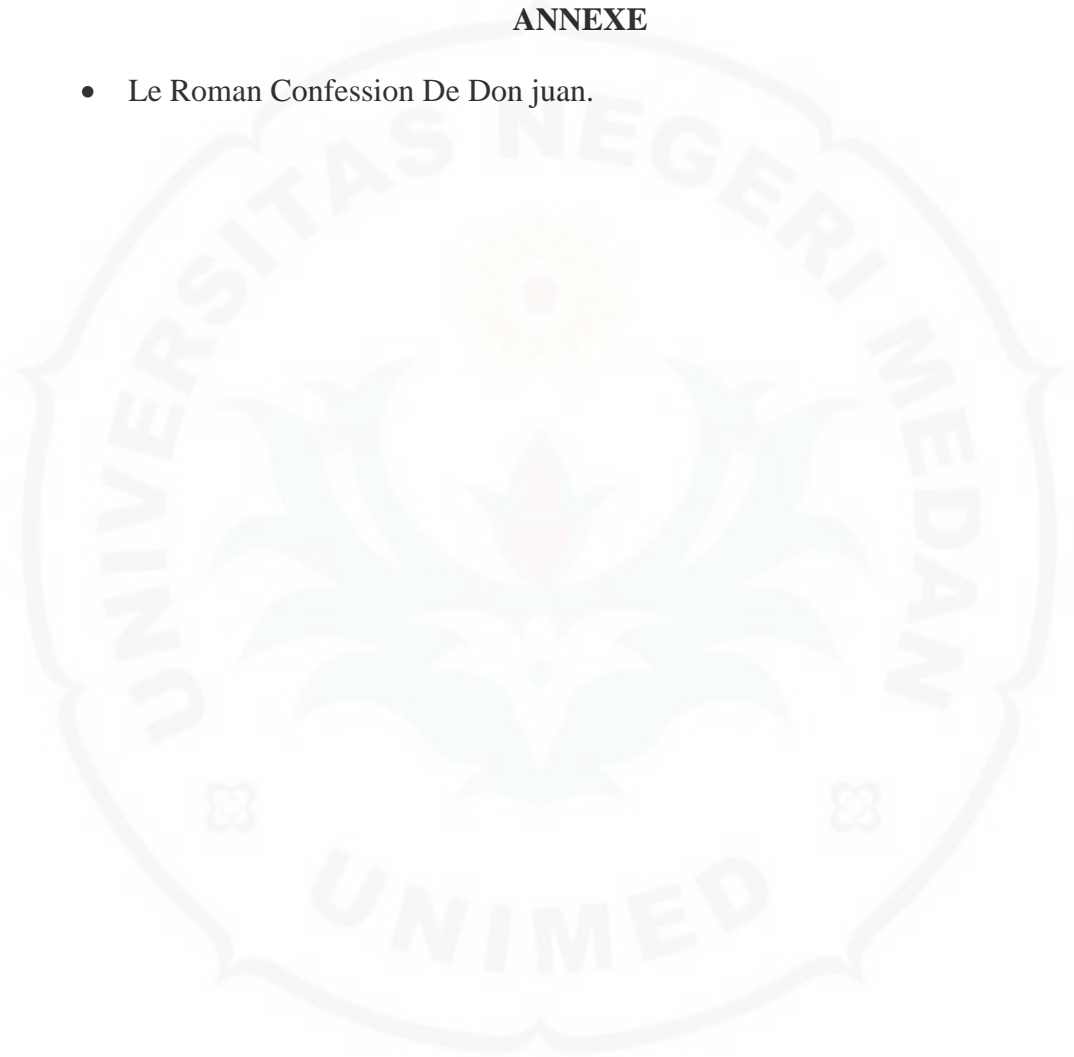 ANNEXE
• Le Roman Confession De Don juan.
UNIVERSITAS NEGERI MEDAN
UNIMED